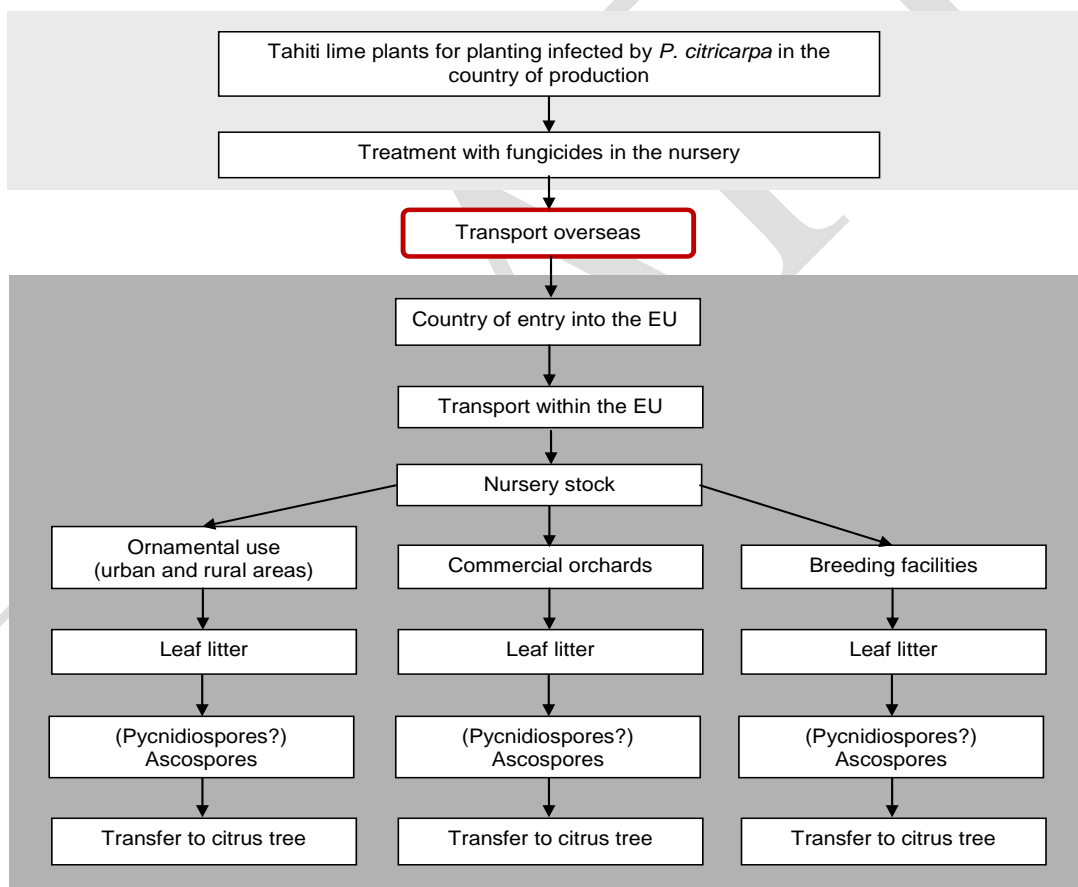 Tahiti lime plants for planting infected by P. citricarpa in the
country of production
Treatment with fungicides in the nursery
Transport overseas
Country of entry into the EU
Transport within the EU
Nursery stock
Ornamental use
(urban and rural areas)
Commercial orchards
Breeding facilities
Leaf litter
Leaf litter
Leaf litter
(Pycnidiospores?)
Ascospores
(Pycnidiospores?)
Ascospores
(Pycnidiospores?)
Ascospores
Transfer to citrus tree
Transfer to citrus tree
Transfer to citrus tree